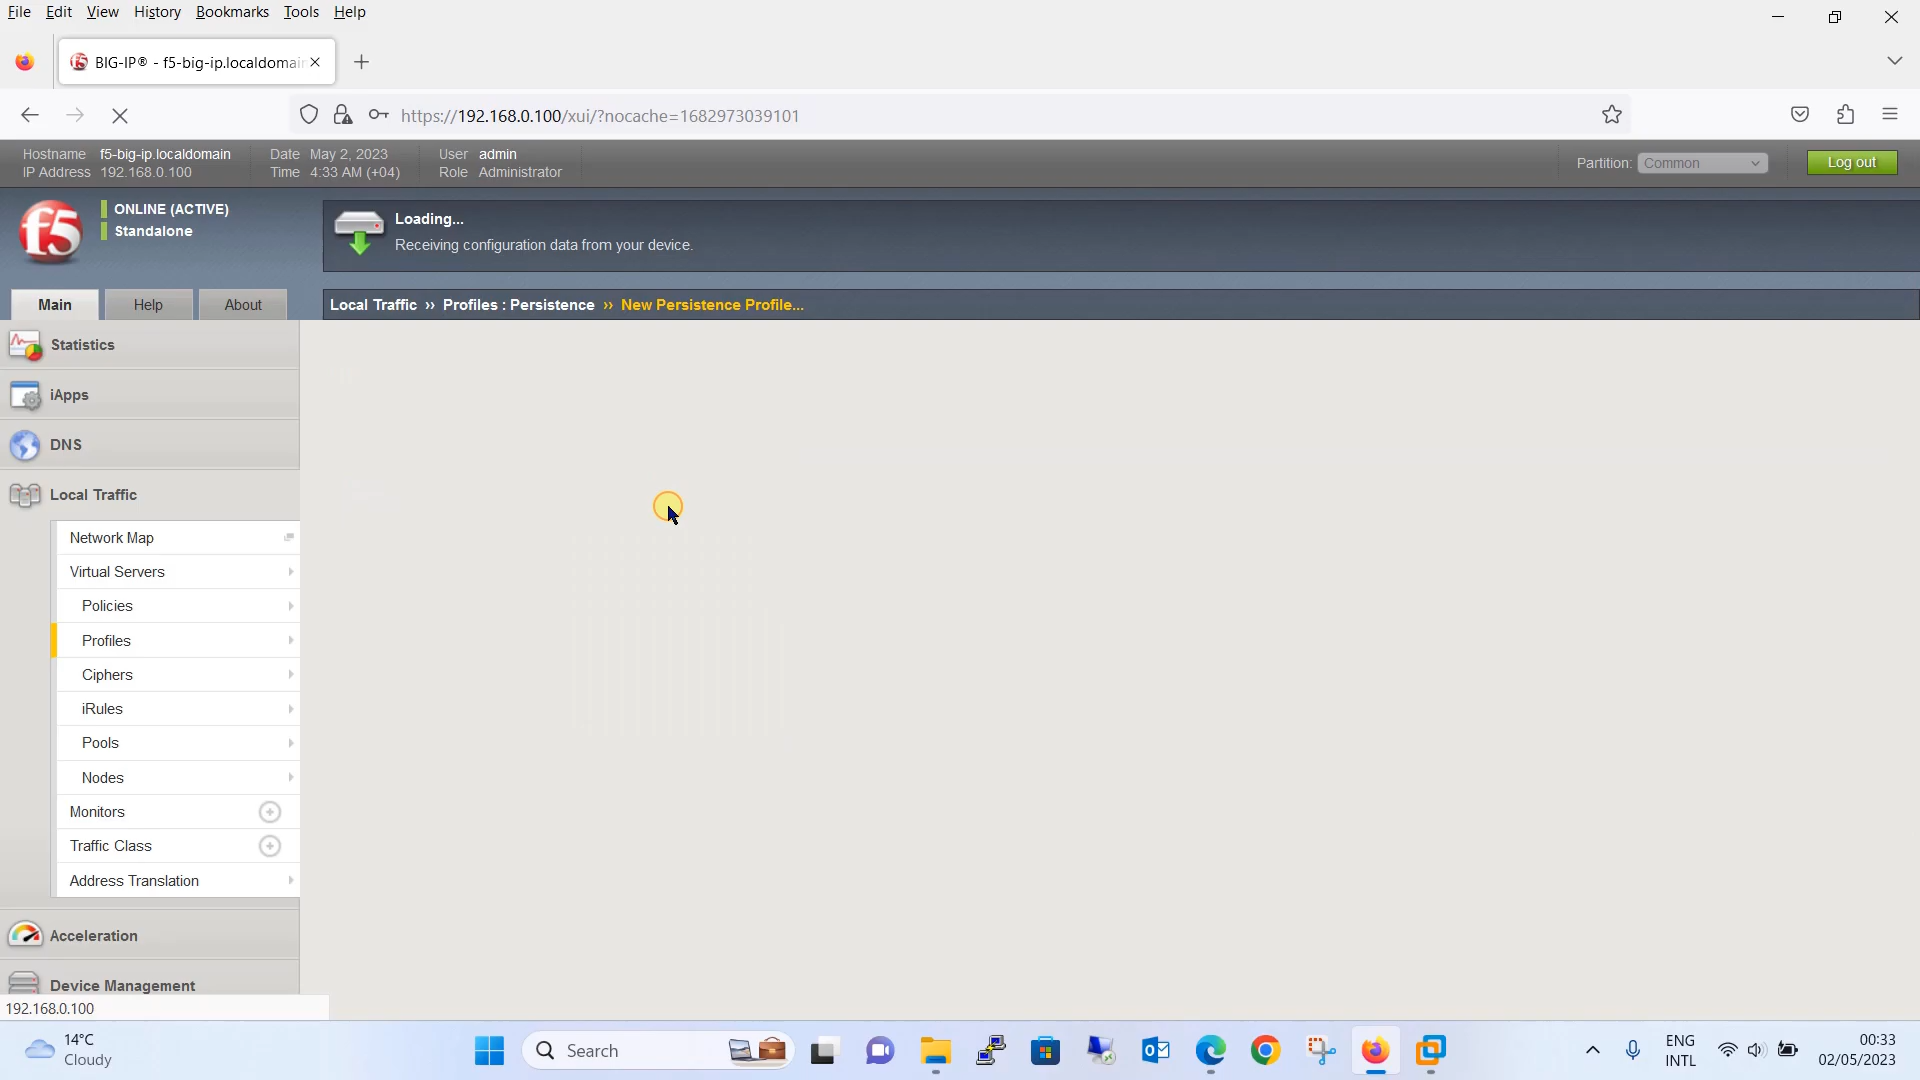 File Edit View History Bookmarks Tools Help
BIG-IP® - f5-big-ip.localdomain
https://192.168.0.100/xui/?nocache=1682973039101
Hostname f5-big-ip.localdomain Date May 2, 2023 User admin
IP Address 192.168.0.100 Time 4:33 AM (+04) Role Administrator
Partition: Common Log out
f5
ONLINE (ACTIVE)
Standalone
Loading...
Receiving configuration data from your device.
Main Help About
Local Traffic ›› Profiles : Persistence ›› New Persistence Profile...
Statistics
iApps
DNS
Local Traffic
Network Map
Virtual Servers
Policies
Profiles
Ciphers
iRules
Pools
Nodes
Monitors
Traffic Class
Address Translation
Acceleration
Device Management
192.168.0.100
14°C
Cloudy
Search
ENG
INTL
00:33
02/05/2023